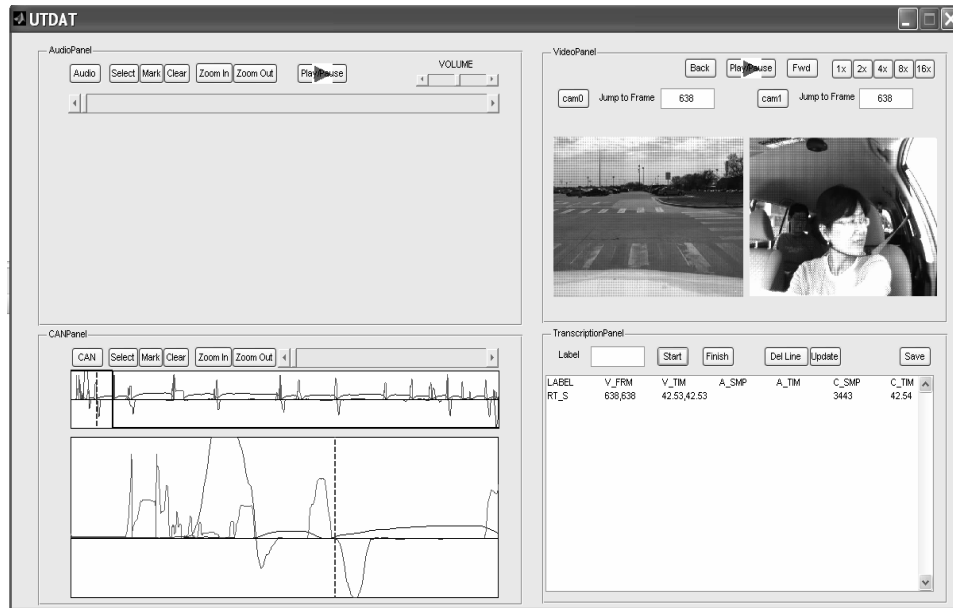 UTDAT
AudioPanel
Audio Select Mark Clear Zoom In Zoom Out Play/Pause VOLUME
VideoPanel
Back Play/Pause Fwd 1x 2x 4x 8x 16x
cam0 Jump to Frame 638 cam1 Jump to Frame 638
CANPanel
CAN Select Mark Clear Zoom In Zoom Out
TranscriptionPanel
Label Start Finish Del Line Update Save
LABEL V_FRM V_TIM A_SMP A_TIM C_SMP C_TIM
RT_S 638,638 42.53,42.53 3443 42.54